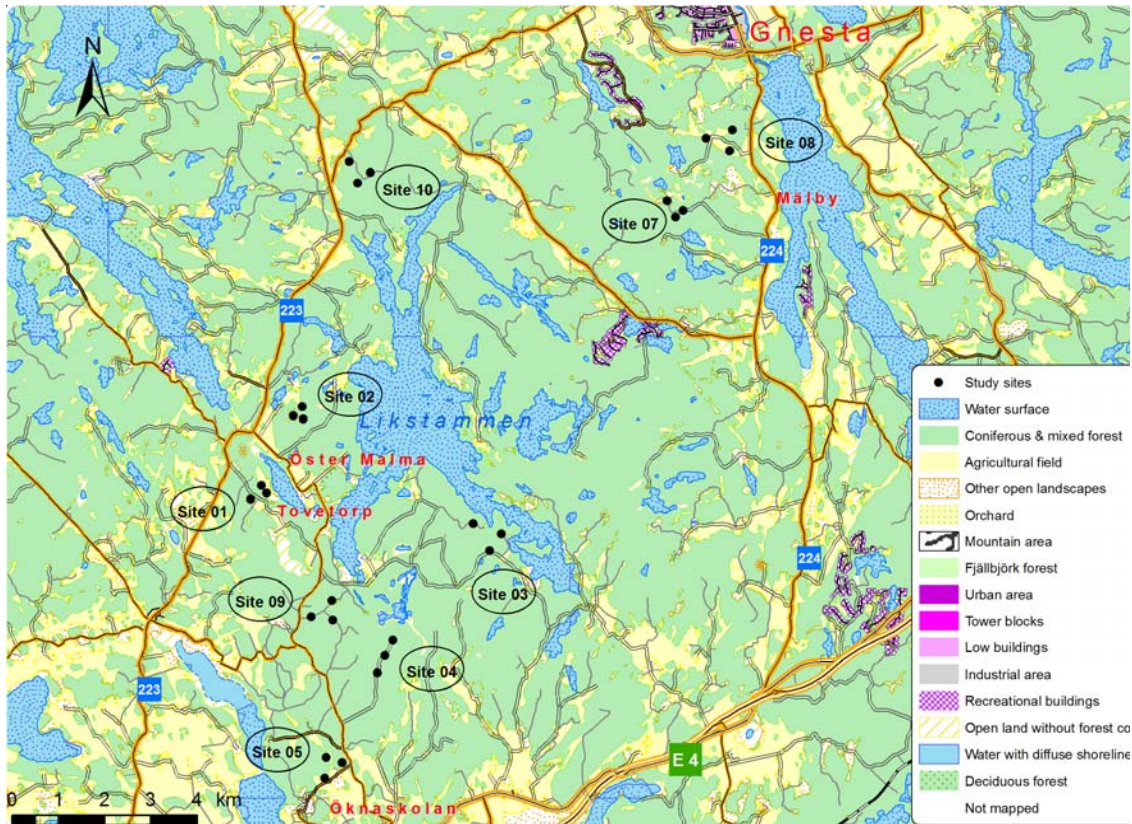 Gnesta
N
Site 08
Site 10
Mälby
Site 07
224
223
Site 02
Likstammen
Öster Malma
Site 01
Tovetorp
224
Site 03
Site 09
Site 04
223
Site 05
E 4
0 1 2 3 4 km
Öknaskolan
Study sites
Water surface
Coniferous & mixed forest
Agricultural field
Other open landscapes
Orchard
Mountain area
Fjällbjörk forest
Urban area
Tower blocks
Low buildings
Industrial area
Recreational buildings
Open land without forest co
Water with diffuse shoreline
Deciduous forest
Not mapped